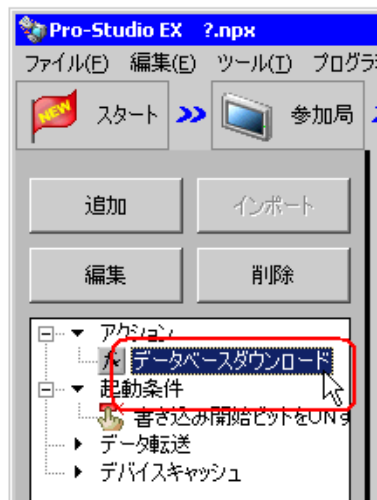 Pro-Studio EX ?.npx
ファイル(F) 編集(E) ツール(T) プログラ
NEW スタート >> 参加局
追加 インポート
編集 削除
アクション
fx データベースダウンロード
起動条件
書き込み開始ビットをONす
データ転送
デバイスキャッシュ